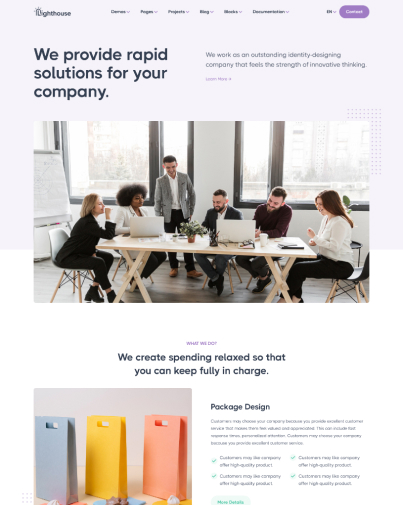 Lighthouse
Demos Pages Projects Blog Blocks Documentation EN Contact
We provide rapid
solutions for your
company.
We work as an outstanding identity-designing
company that feels the strength of innovative thinking.
Learn More
WHAT WE DO?
We create spending relaxed so that
you can keep fully in charge.
Package Design
Customers may choose your company because you provide excellent customer
service that makes them feel valued and appreciated. This can include fast
response times, personalized attention. Customers may choose your company
because you provide excellent customer service.
Customers may like company
offer high-quality product.
Customers may like company
offer high-quality product.
Customers may like company
offer high-quality product.
Customers may like company
offer high-quality product.
More Details